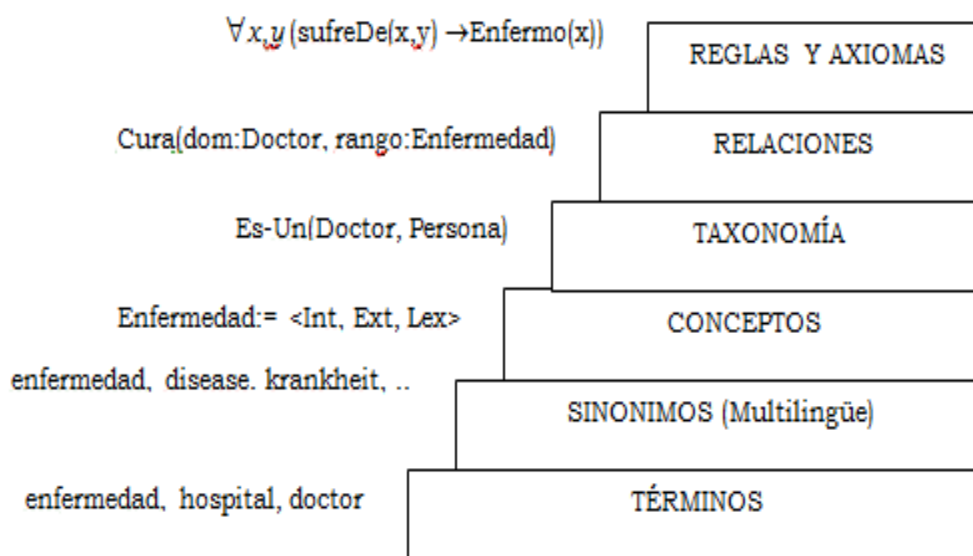 ∀x,y (sufreDe(x,y) →Enfermo(x))
REGLAS Y AXIOMAS
Cura(dom:Doctor, rango:Enfermedad)
RELACIONES
Es-Un(Doctor, Persona)
TAXONOMÍA
Enfermedad:= <Int, Ext, Lex>
CONCEPTOS
enfermedad, disease. krankheit, ..
SINONIMOS (Multilingüe)
enfermedad, hospital, doctor
TÉRMINOS